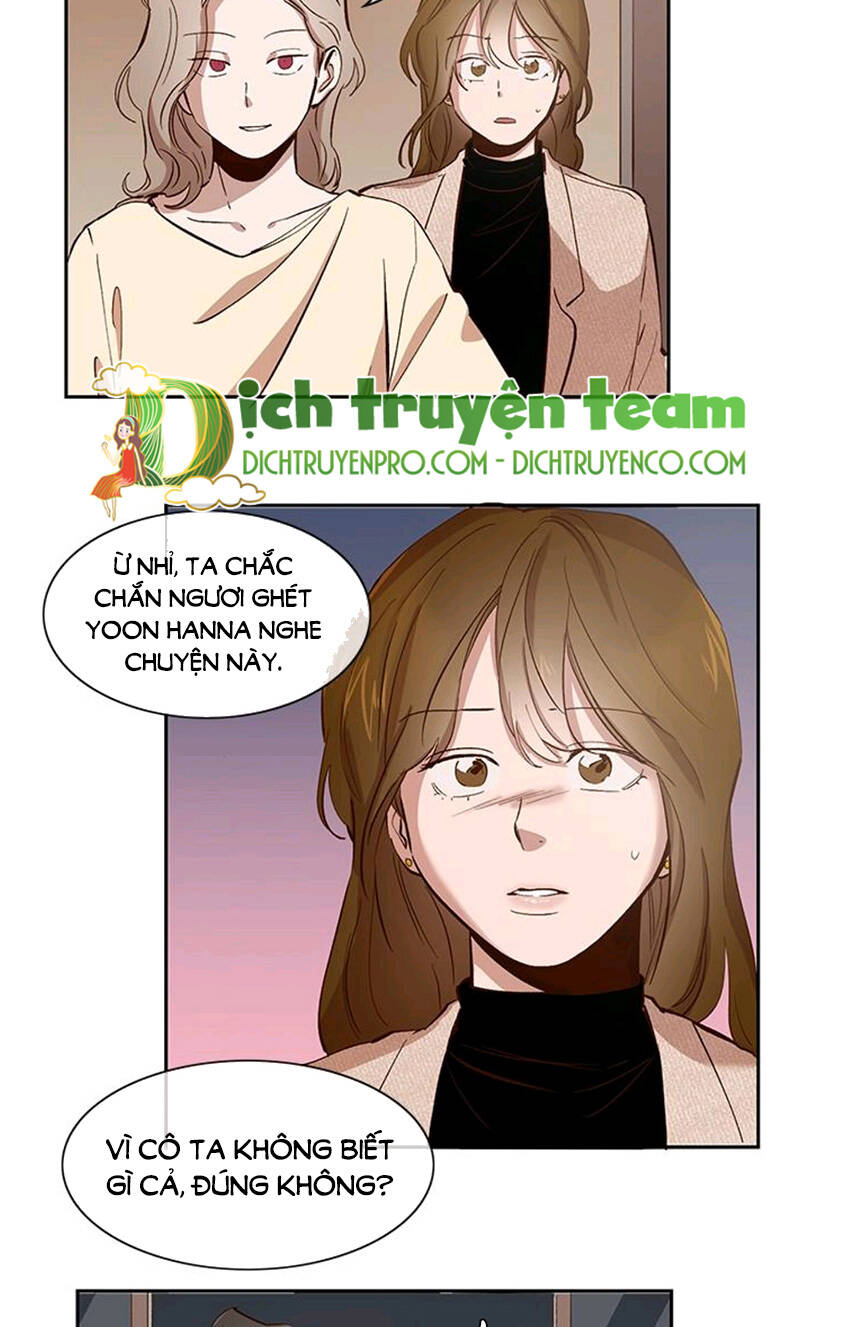 Dịch truyện team
DICHTRUYENPRO.COM - DICHTRUYENCO.COM
Ừ NHỈ, TA CHẮC
CHẮN NGƯƠI GHÉT
YOON HANNA NGHE
CHUYỆN NÀY.
VÌ CÔ TA KHÔNG BIẾT
GÌ CẢ, ĐÚNG KHÔNG?